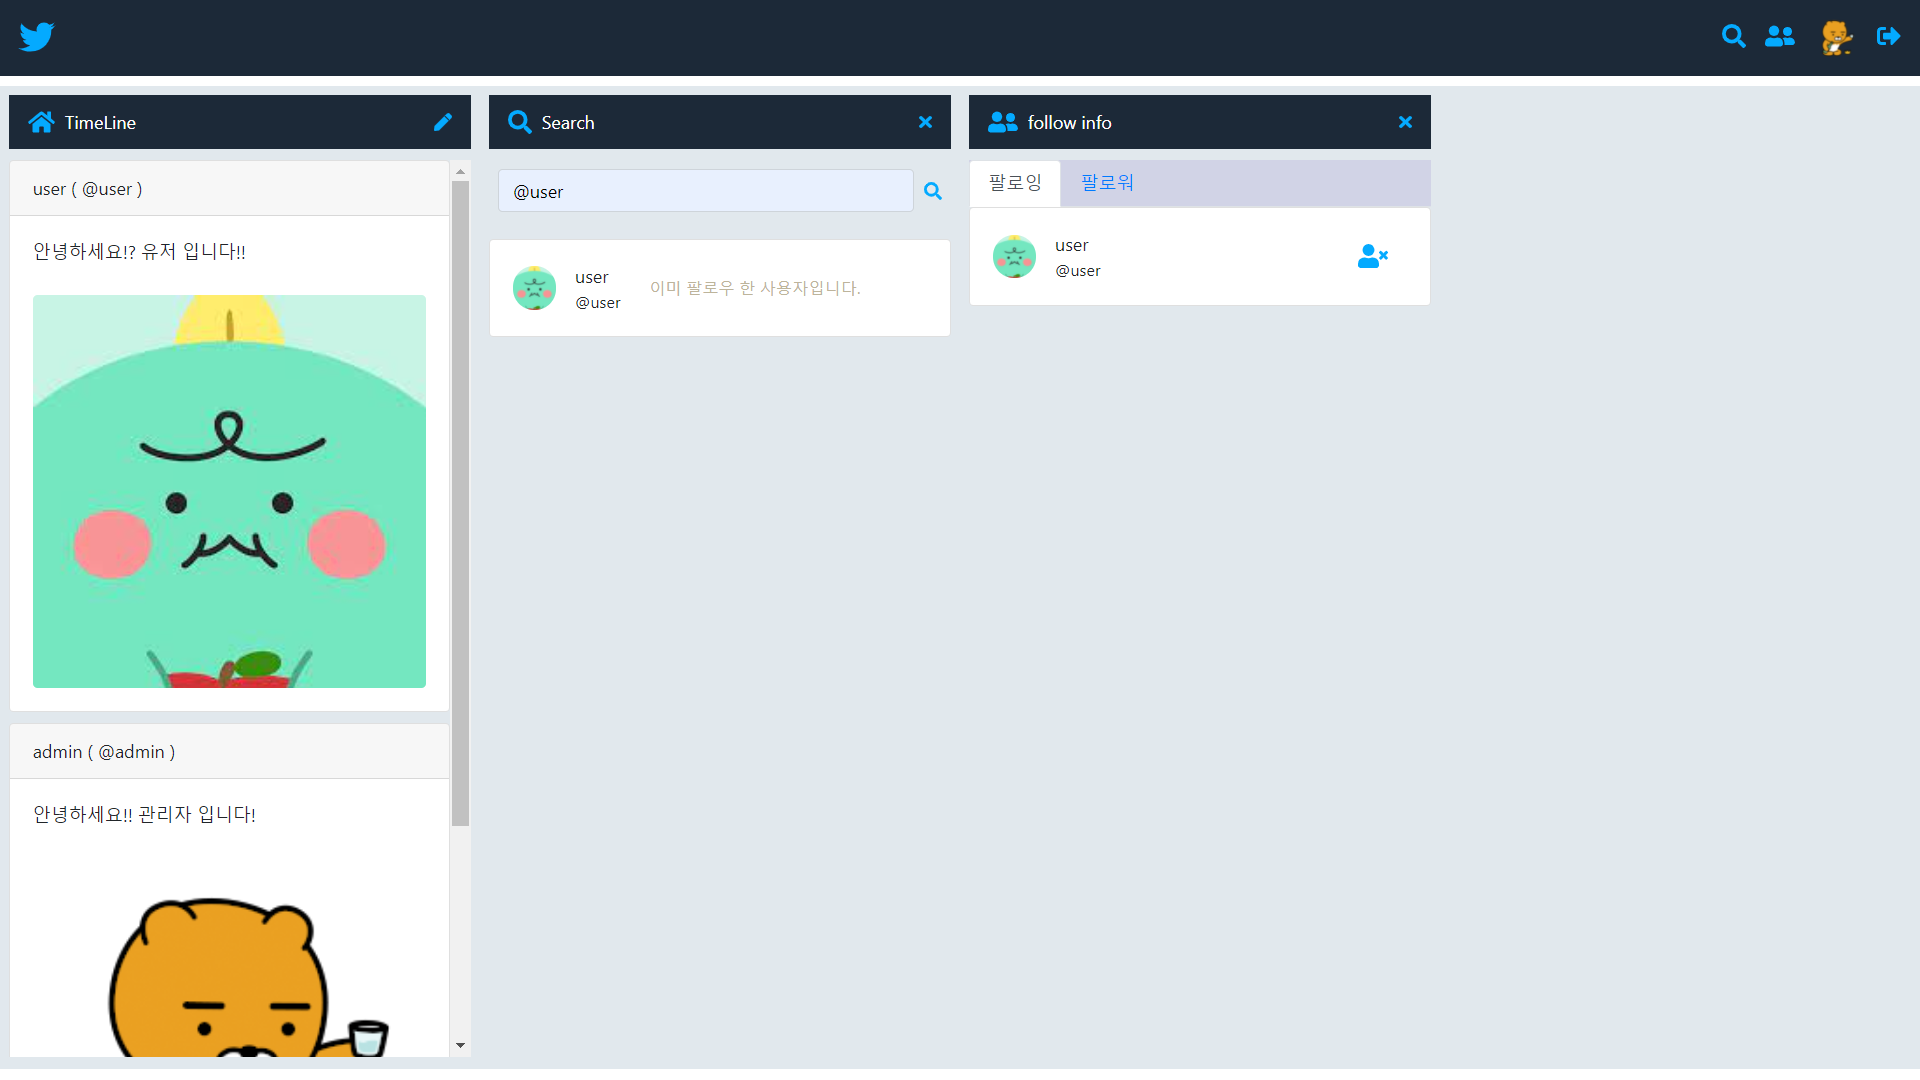 TimeLine
user ( @user )
안녕하세요!? 유저 입니다!!
admin ( @admin )
안녕하세요!! 관리자 입니다!
Search
@user
user
@user
이미 팔로우 한 사용자입니다.
follow info
팔로잉 팔로워
user
@user